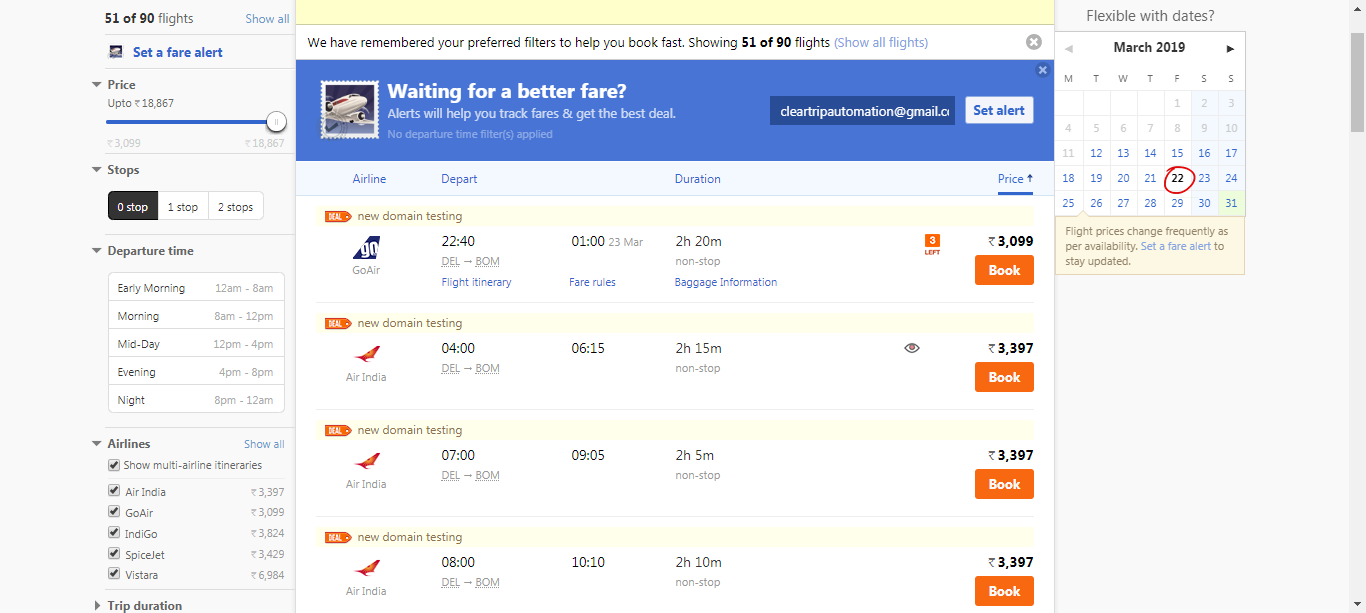 51 of 90 flights Show all
Set a fare alert
Price
Upto ₹18,867
₹3,099 ₹18,867
Stops
0 stop 1 stop 2 stops
Departure time
Early Morning 12am - 8am
Morning 8am - 12pm
Mid-Day 12pm - 4pm
Evening 4pm - 8pm
Night 8pm - 12am
Airlines Show all
Show multi-airline itineraries
Air India ₹3,397
GoAir ₹3,099
IndiGo ₹3,824
SpiceJet ₹3,429
Vistara ₹6,984
Trip duration
We have remembered your preferred filters to help you book fast. Showing 51 of 90 flights (Show all flights)
Waiting for a better fare?
Alerts will help you track fares & get the best deal.
No departure time filter(s) applied
cleartripautomation@gmail.co
Set alert
Airline Depart Duration Price ↑
DEAL new domain testing
go 22:40 01:00 23 Mar 2h 20m 3 LEFT ₹3,099
GoAir DEL → BOM non-stop Book
Flight itinerary Fare rules Baggage Information
DEAL new domain testing
04:00 06:15 2h 15m ₹3,397
Air India DEL → BOM non-stop Book
DEAL new domain testing
07:00 09:05 2h 5m ₹3,397
Air India DEL → BOM non-stop Book
DEAL new domain testing
08:00 10:10 2h 10m ₹3,397
Air India DEL → BOM non-stop Book
Flexible with dates?
March 2019
M T W T F S S
1 2 3
4 5 6 7 8 9 10
11 12 13 14 15 16 17
18 19 20 21 22 23 24
25 26 27 28 29 30 31
Flight prices change frequently as
per availability. Set a fare alert to
stay updated.